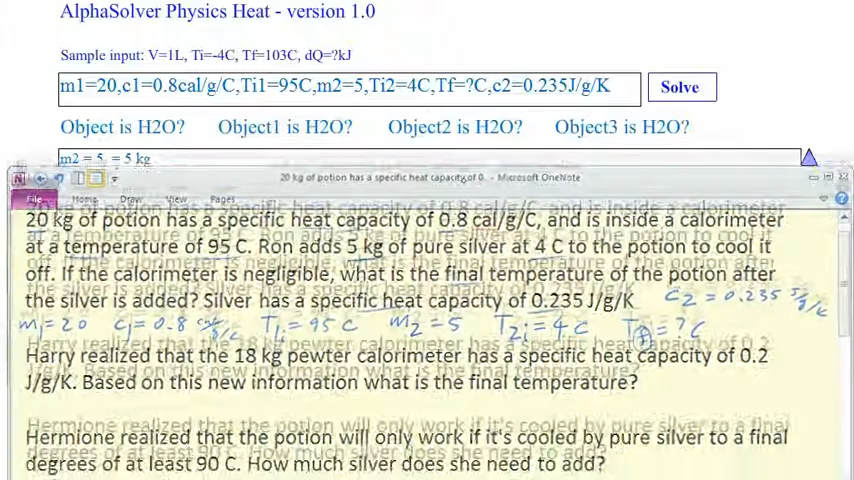 AlphaSolver Physics Heat - version 1.0
Sample input: V=1L, Ti=-4C, Tf=103C, dQ=?kJ
m1=20,c1=0.8cal/g/C,Ti1=95C,m2=5,Ti2=4C,Tf=?C,c2=0.235J/g/K Solve
Object is H2O? Object1 is H2O? Object2 is H2O? Object3 is H2O?
m2 = 5 = 5 kg
20 kg of potion has a specific heat capacity of 0. - Microsoft OneNote
File Home Draw View Pages
20 kg of potion has a specific heat capacity of 0.8 cal/g/C, and is inside a calorimeter
at a temperature of 95 C. Ron adds 5 kg of pure silver at 4 C to the potion to cool it
off. If the calorimeter is negligible, what is the final temperature of the potion after
the silver is added? Silver has a specific heat capacity of 0.235 J/g/K C2 = 0.235 J/g/K
m1=20 C1=0.8 cal/g/C T1i=95C m2=5 T2i=4C Tf=?C
Harry realized that the 18 kg pewter calorimeter has a specific heat capacity of 0.2
J/g/K. Based on this new information what is the final temperature?
Hermione realized that the potion will only work if it's cooled by pure silver to a final
degrees of at least 90 C. How much silver does she need to add?